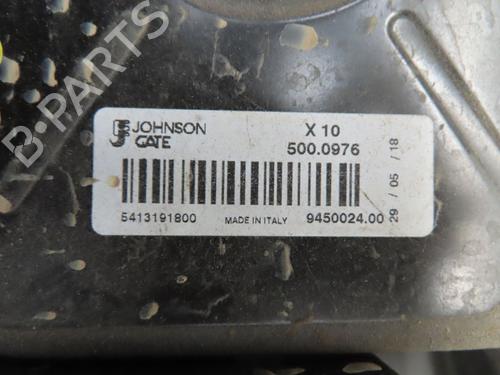 B-PARTS
JOHNSON
GATE
X 10
500.0976
5413191800
MADE IN ITALY
9450024.00
29 / 05 / 18